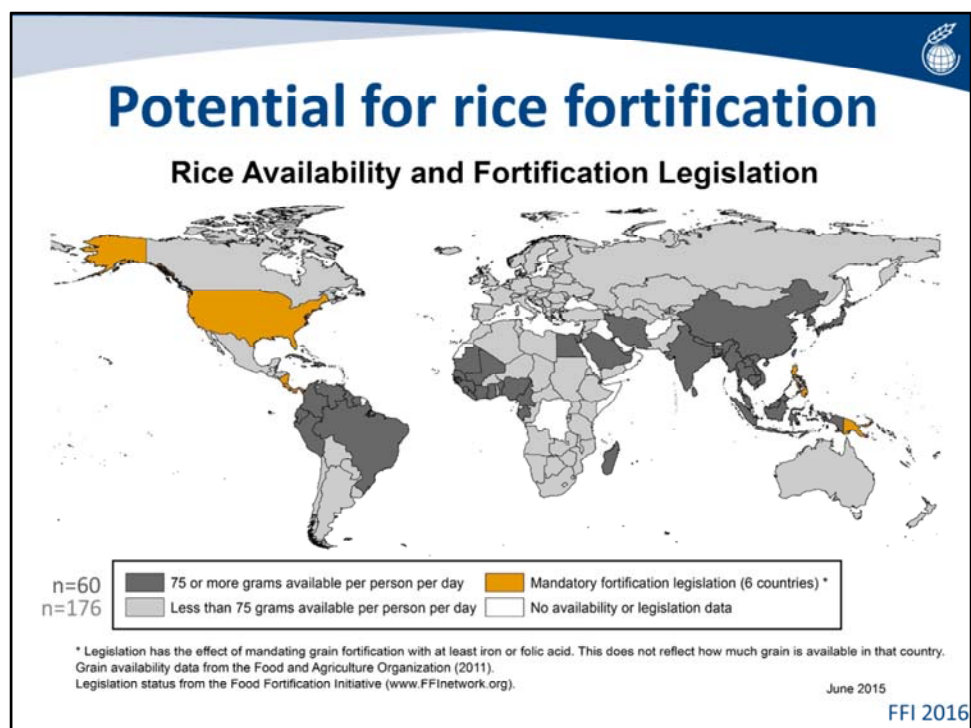 Potential for rice fortification
Rice Availability and Fortification Legislation
n=60
n=176
75 or more grams available per person per day
Mandatory fortification legislation (6 countries) *
Less than 75 grams available per person per day
No availability or legislation data
* Legislation has the effect of mandating grain fortification with at least iron or folic acid. This does not reflect how much grain is available in that country.
Grain availability data from the Food and Agriculture Organization (2011).
Legislation status from the Food Fortification Initiative (www.FFInetwork.org).
June 2015
FFI 2016